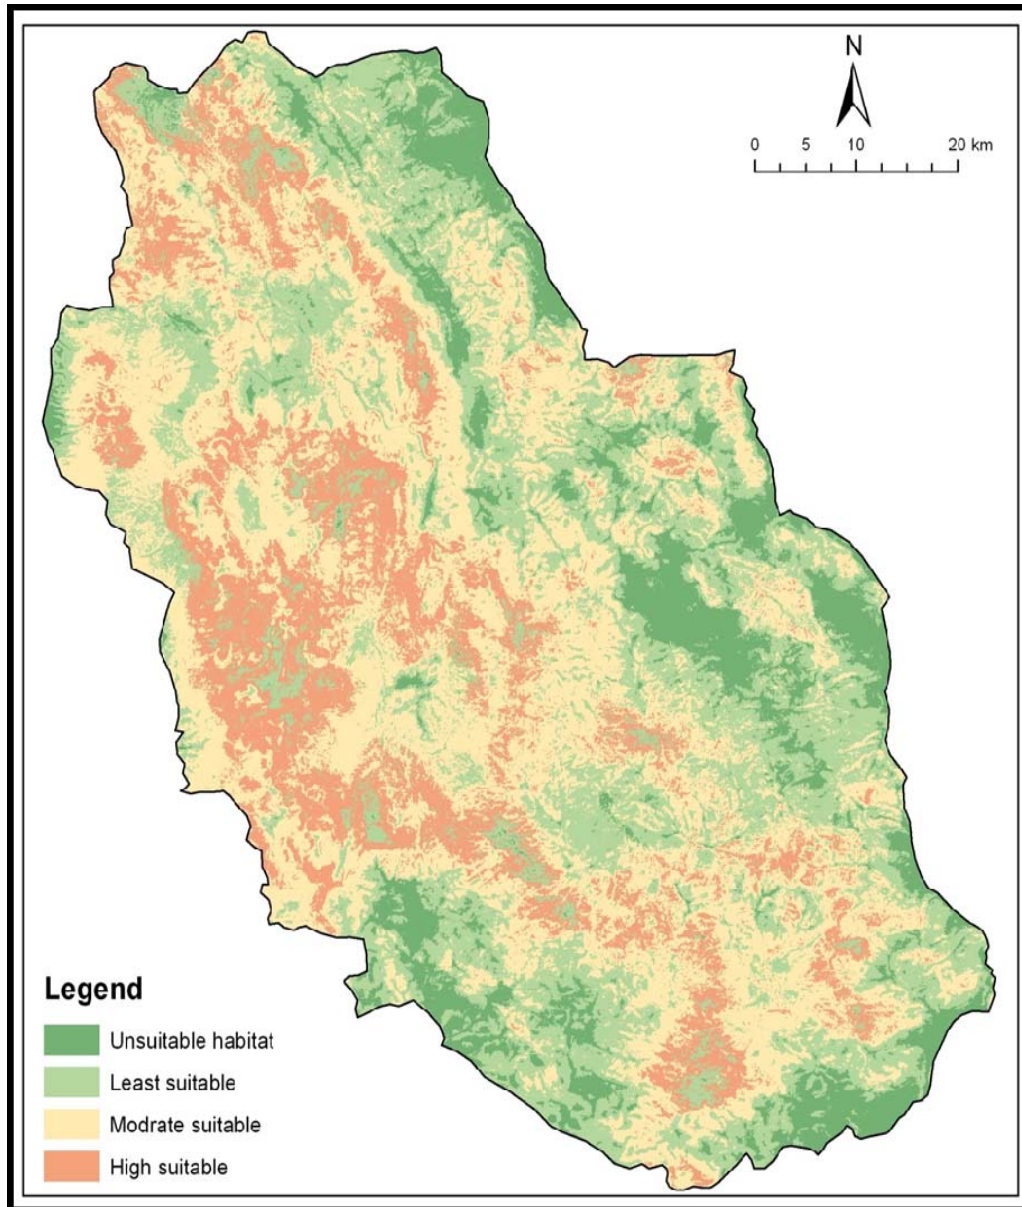 N
0 5 10 20 km
Legend
Unsuitable habitat
Least suitable
Modrate suitable
High suitable